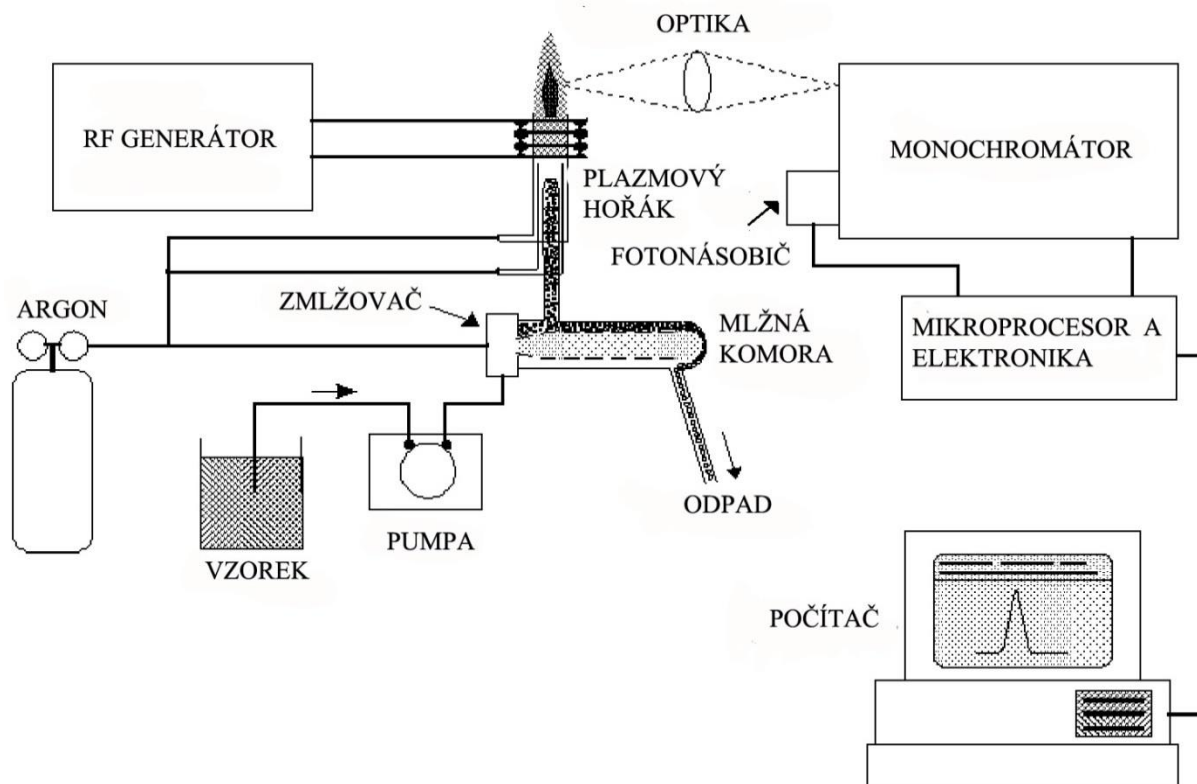 OPTIKA
RF GENERÁTOR
MONOCHROMÁTOR
PLAZMOVÝ
HOŘÁK
FOTONÁSOBIČ
ZMLŽOVAČ
ARGON
MLŽNÁ
KOMORA
MIKROPROCESOR A
ELEKTRONIKA
ODPAD
PUMPA
VZOREK
POČÍTAČ